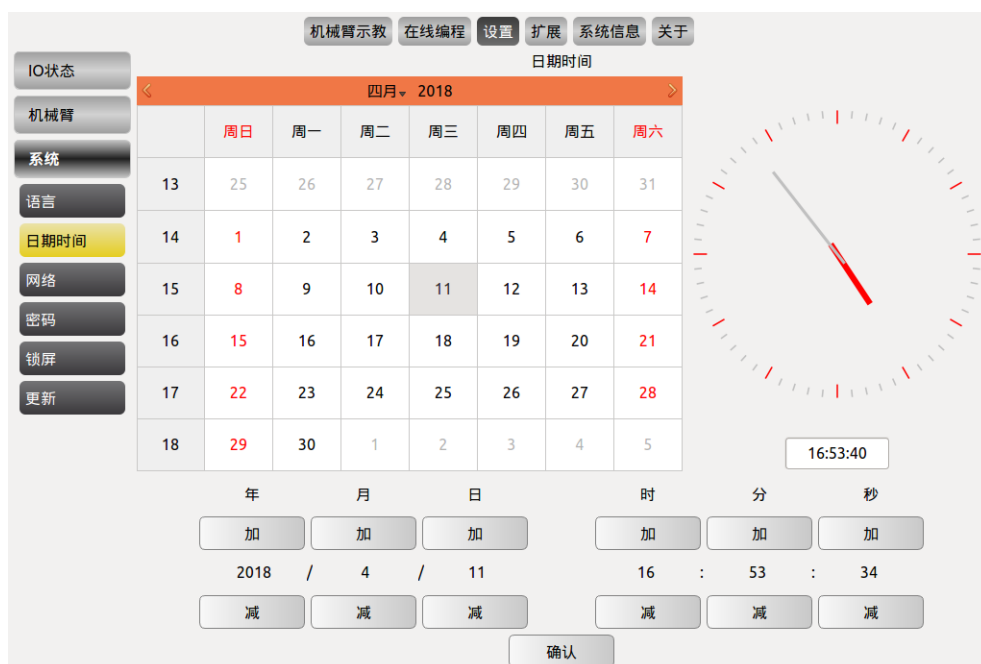 机械臂示教 在线编程 设置 扩展 系统信息 关于
日期时间
IO状态
机械臂
系统
语言
日期时间
网络
密码
锁屏
更新
四月 2018
周日 周一 周二 周三 周四 周五 周六
13 25 26 27 28 29 30 31
14 1 2 3 4 5 6 7
15 8 9 10 11 12 13 14
16 15 16 17 18 19 20 21
17 22 23 24 25 26 27 28
18 29 30 1 2 3 4 5
16:53:40
年 月 日 时 分 秒
加 加 加 加 加 加
2018 / 4 / 11 16 : 53 : 34
减 减 减 减 减 减
确认